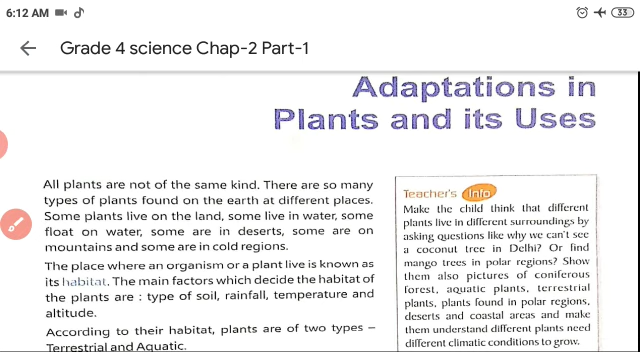 6:12 AM
33
Grade 4 science Chap-2 Part-1
Adaptations in
Plants and its Uses
All plants are not of the same kind. There are so many
types of plants found on the earth at different places.
Some plants live on the land, some live in water, some
float on water, some are in deserts, some are on
mountains and some are in cold regions.
The place where an organism or a plant live is known as
its habitat. The main factors which decide the habitat of
the plants are : type of soil, rainfall, temperature and
altitude.
According to their habitat, plants are of two types –
Terrestrial and Aquatic.
Teacher's Info
Make the child think that different
plants live in different surroundings by
asking questions like why we can't see
a coconut tree in Delhi? Or find
mango trees in polar regions? Show
them also pictures of coniferous
forest, aquatic plants, terrestrial
plants, plants found in polar regions,
deserts and coastal areas and make
them understand different plants need
different climatic conditions to grow.